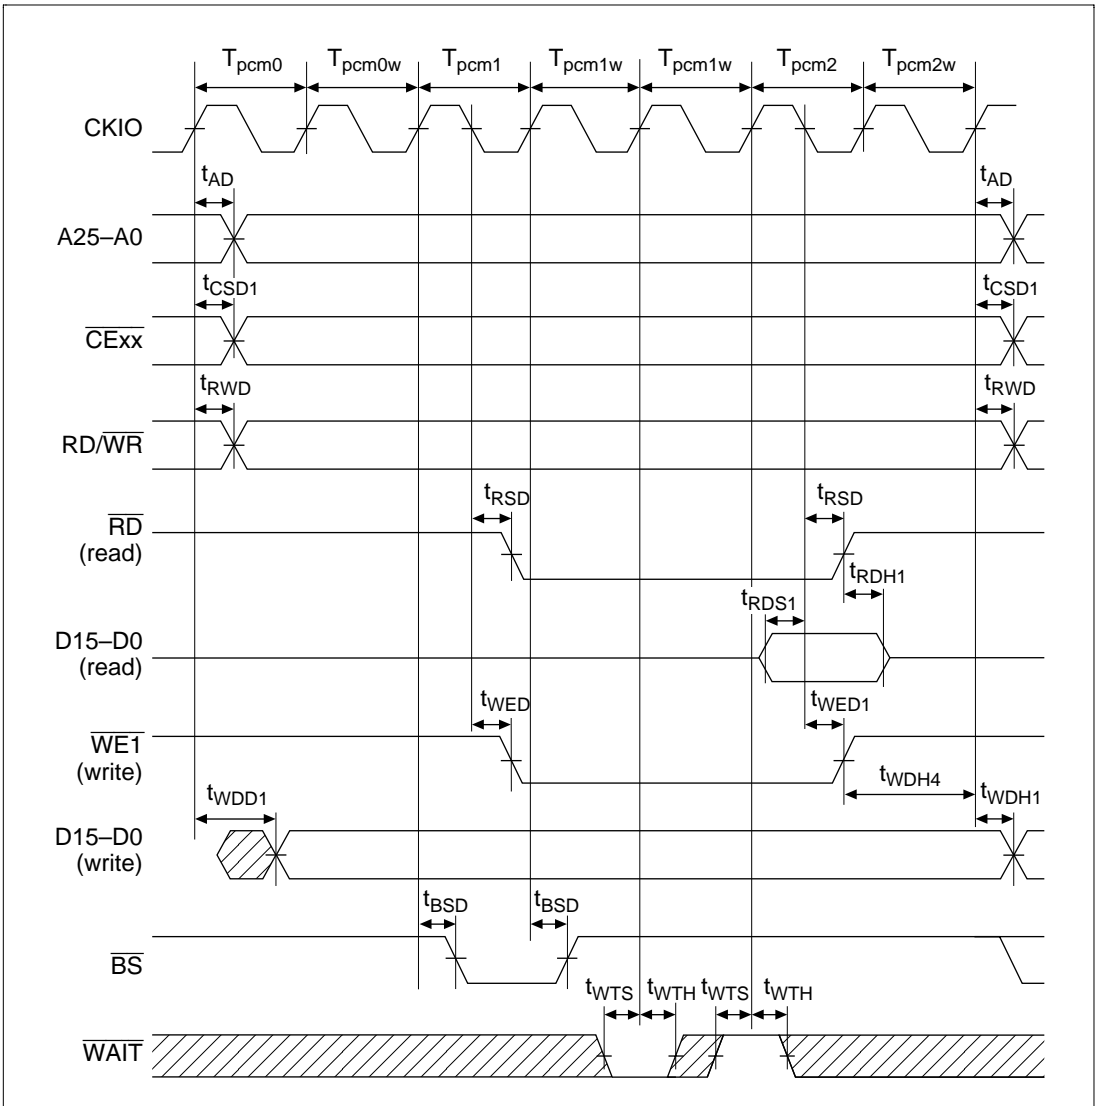 Tpcm0 Tpcm0w Tpcm1 Tpcm1w Tpcm1w Tpcm2 Tpcm2w
CKIO
tAD tAD
A25–A0
tCSD1 tCSD1
CExx
tRWD tRWD
RD/WR
tRSD tRSD
RD
(read)
tRDH1
tRDS1
D15–D0
(read)
tWED tWED1
WE1
(write)
tWDH4
tWDD1 tWDH1
D15–D0
(write)
tBSD tBSD
BS
tWTS tWTH tWTS tWTH
WAIT